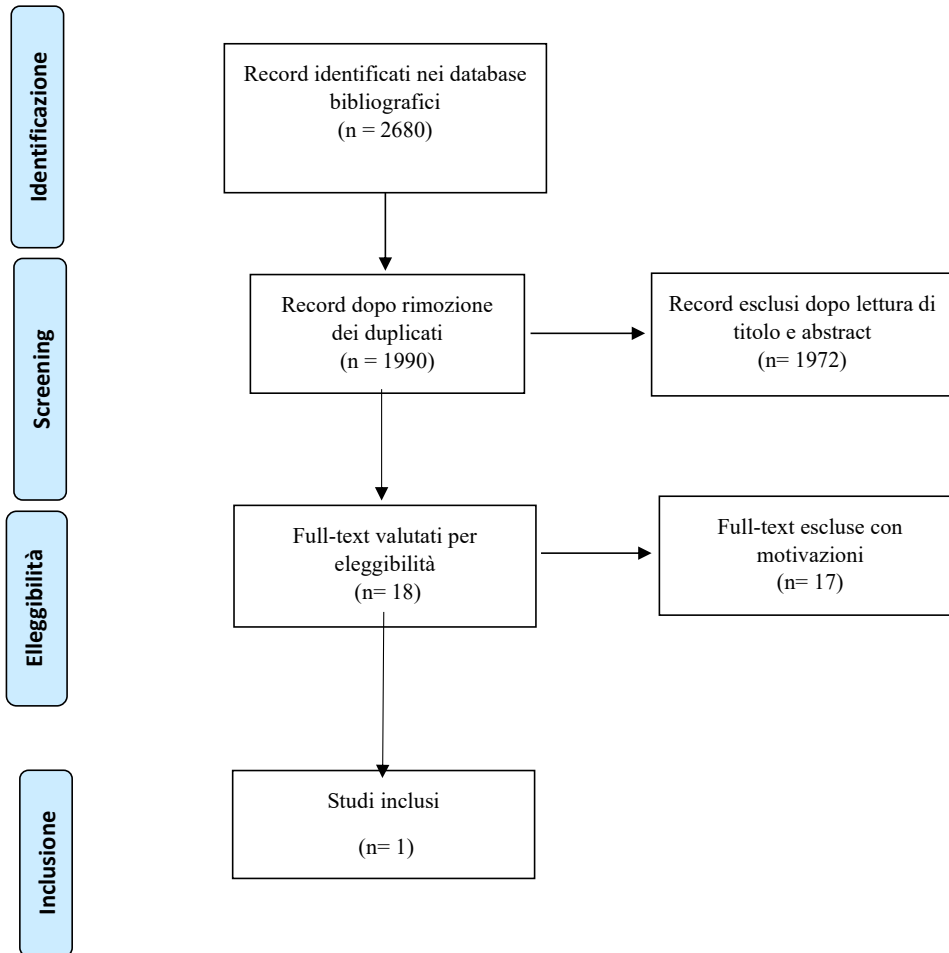 Identificazione
Record identificati nei database
bibliografici
(n = 2680)
Screening
Record dopo rimozione
dei duplicati
(n = 1990)
Record esclusi dopo lettura di
titolo e abstract
(n= 1972)
Elleggibilità
Full-text valutati per
eleggibilità
(n= 18)
Full-text escluse con
motivazioni
(n= 17)
Inclusione
Studi inclusi
(n= 1)